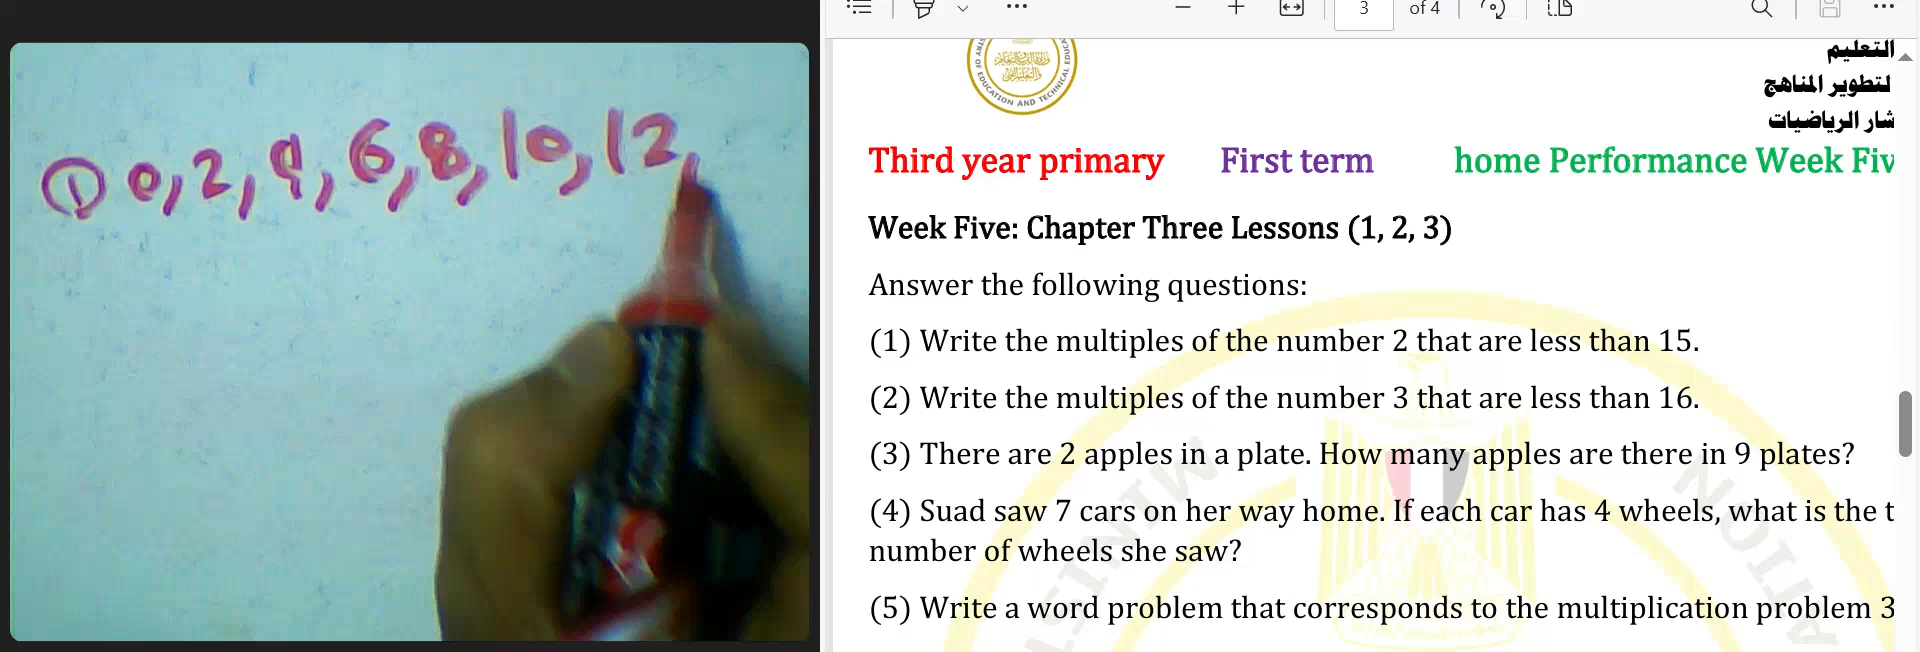 ① 0, 2, 4, 6, 8, 10, 12,
3 of 4
التعليم
لتطوير المناهج
شار الرياضيات
Third year primary First term home Performance Week Fiv
Week Five: Chapter Three Lessons (1, 2, 3)
Answer the following questions:
(1) Write the multiples of the number 2 that are less than 15.
(2) Write the multiples of the number 3 that are less than 16.
(3) There are 2 apples in a plate. How many apples are there in 9 plates?
(4) Suad saw 7 cars on her way home. If each car has 4 wheels, what is the t
number of wheels she saw?
(5) Write a word problem that corresponds to the multiplication problem 3